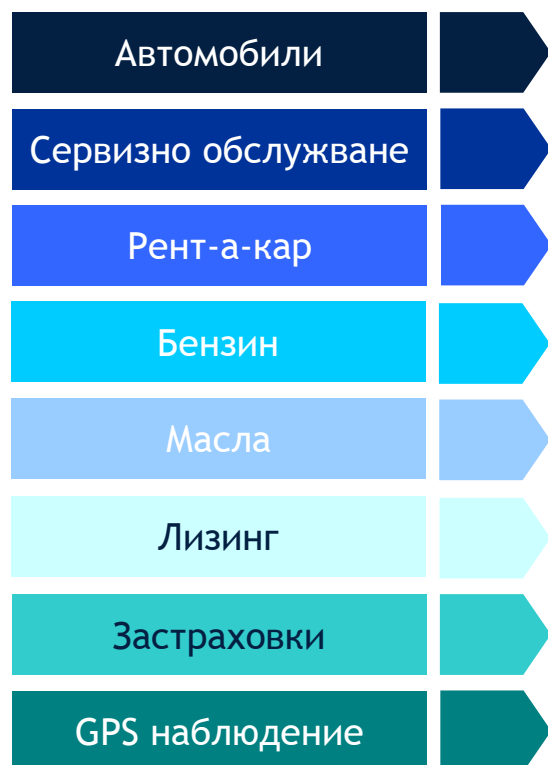 Автомобили
Сервизно обслужване
Рент-а-кар
Бензин
Масла
Лизинг
Застраховки
GPS наблюдение